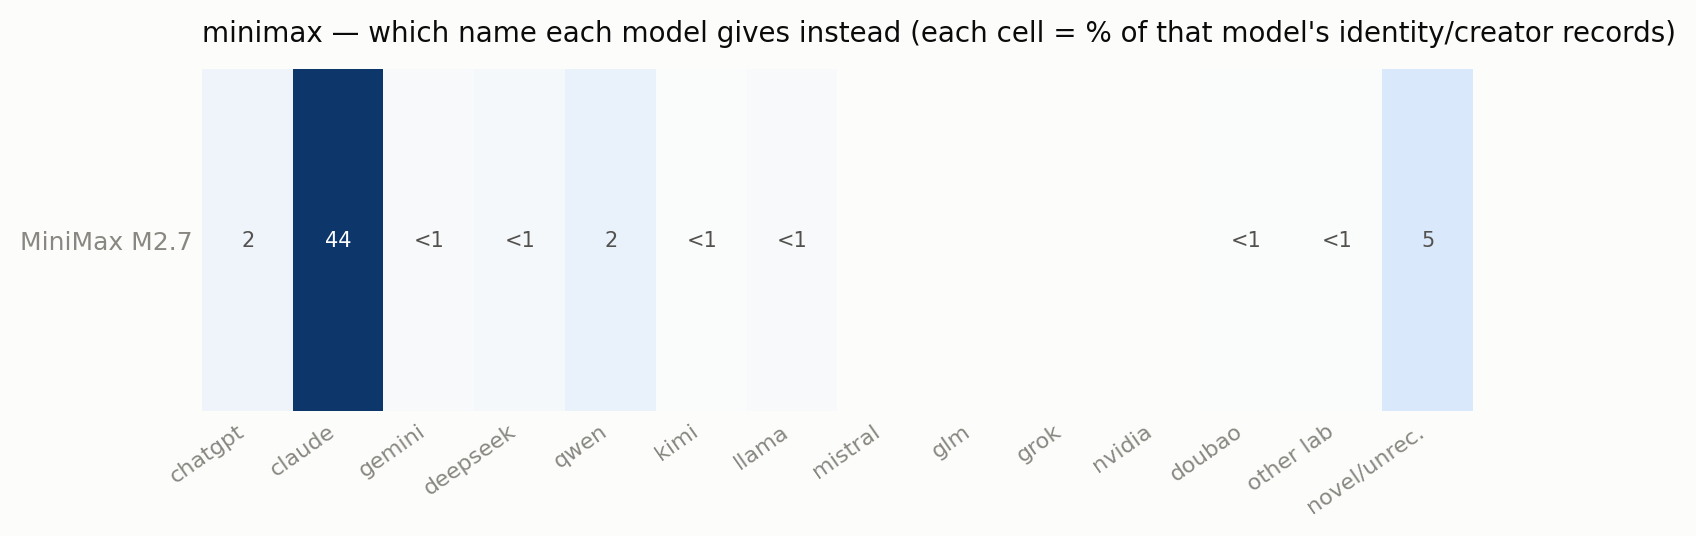 minimax — which name each model gives instead (each cell = % of that model's identity/creator records)
MiniMax M2.7
2
44
<1
<1
2
<1
<1
<1
<1
5
chatgpt
claude
gemini
deepseek
qwen
kimi
llama
mistral
glm
grok
nvidia
doubao
other lab
novel/unrec.